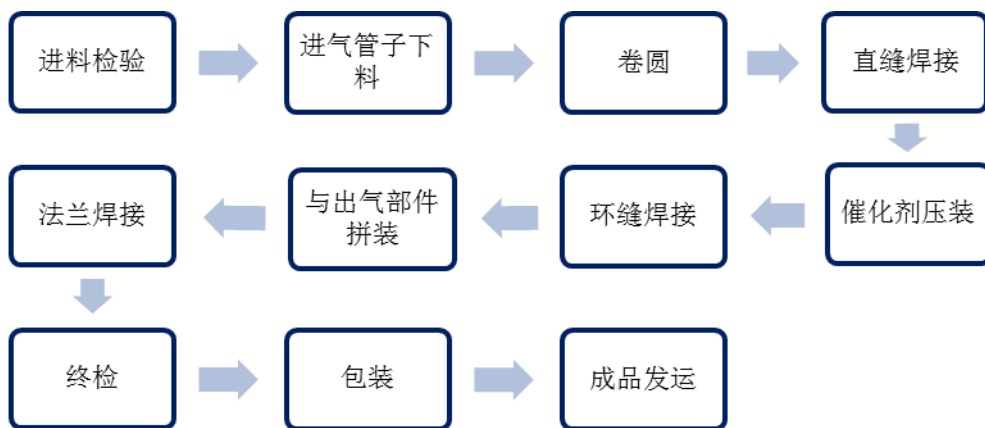 进料检验
进气管子下
料
卷圆
直缝焊接
催化剂压装
环缝焊接
与出气部件
拼装
法兰焊接
终检
包装
成品发运